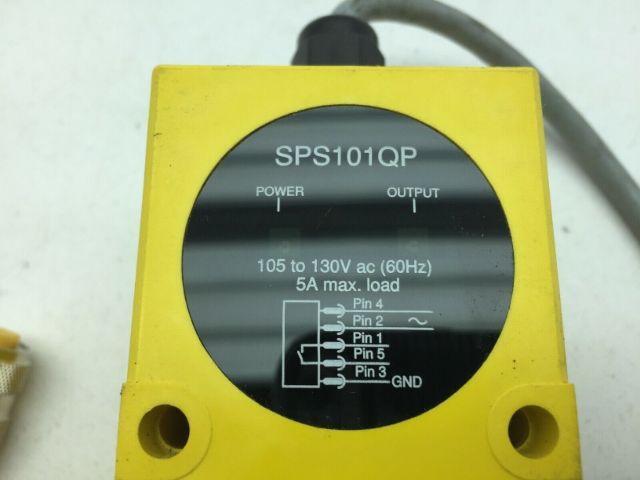 SPS101QP
POWER OUTPUT
105 to 130V ac (60Hz)
5A max. load
Pin 4
Pin 2 ~
Pin 1
Pin 5
Pin 3
GND